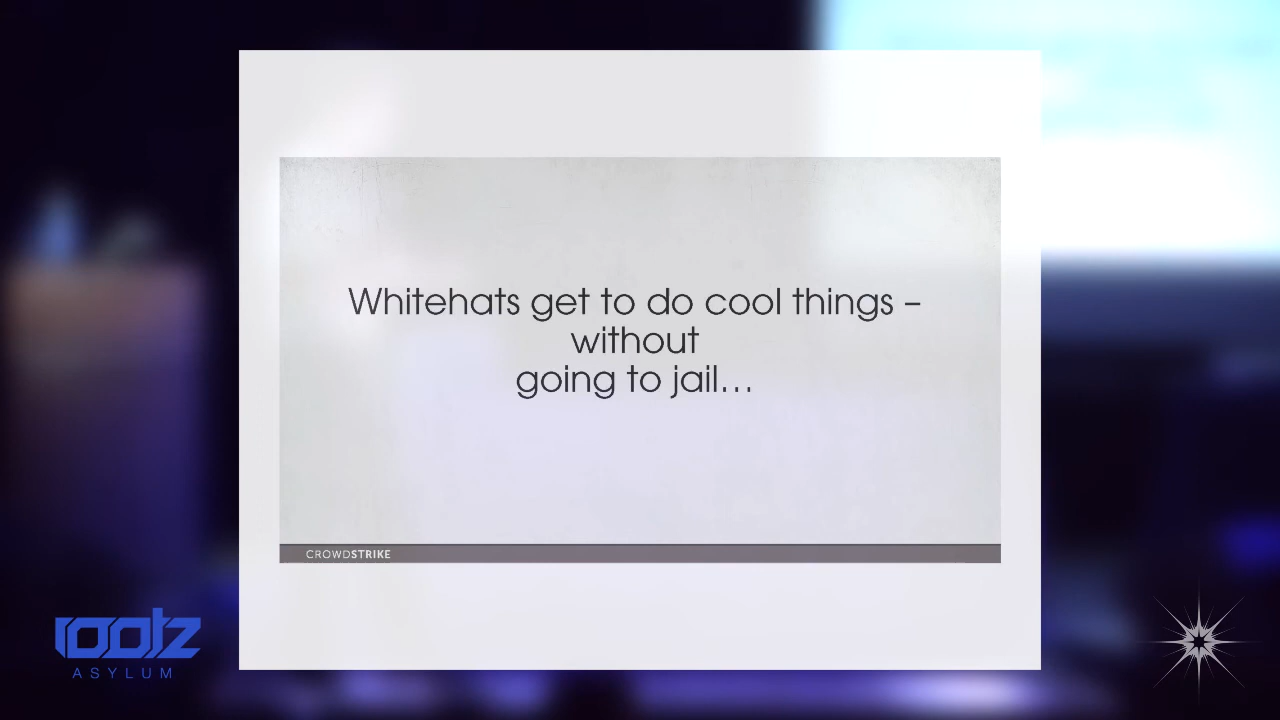 Whitehats get to do cool things –
without
going to jail…
CROWDSTRIKE
rootz
ASYLUM